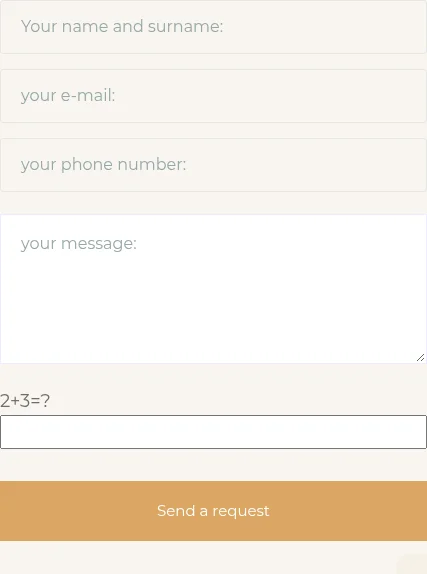 Your name and surname:
your e-mail:
your phone number:
your message:
2+3=?
Send a request